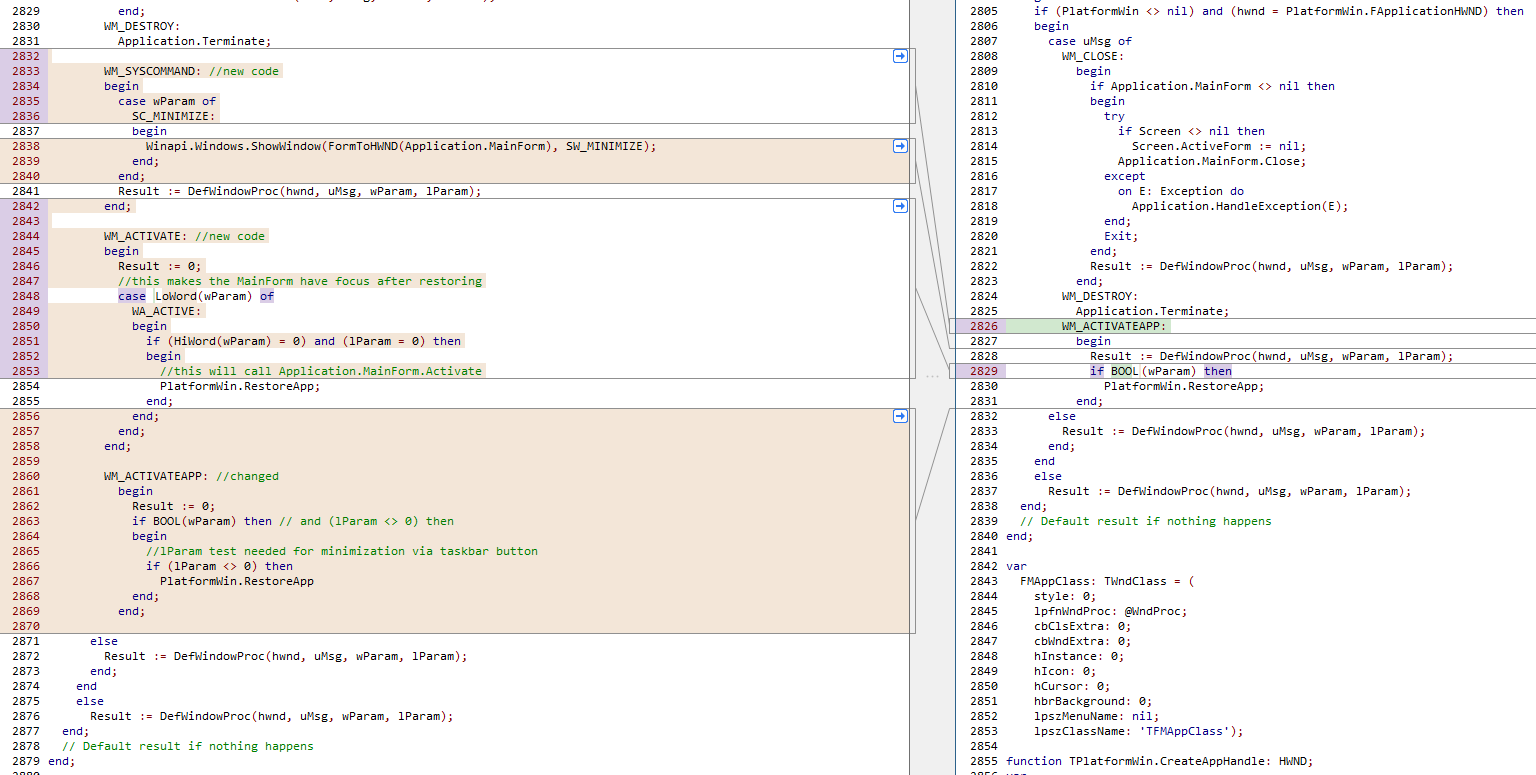 2829 end;
2830 WM_DESTROY:
2831 Application.Terminate;
2832
2833 WM_SYSCOMMAND: //new code
2834 begin
2835 case wParam of
2836 SC_MINIMIZE:
2837 begin
2838 Winapi.Windows.ShowWindow(FormToHWND(Application.MainForm), SW_MINIMIZE);
2839 end;
2840 end;
2841 Result := DefWindowProc(hwnd, uMsg, wParam, lParam);
2842 end;
2843
2844 WM_ACTIVATE: //new code
2845 begin
2846 Result := 0;
2847 //this makes the MainForm have focus after restoring
2848 case LoWord(wParam) of
2849 WA_ACTIVE:
2850 begin
2851 if (HiWord(wParam) = 0) and (lParam = 0) then
2852 begin
2853 //this will call Application.MainForm.Activate
2854 PlatformWin.RestoreApp;
2855 end;
2856 end;
2857 end;
2858 end;
2859
2860 WM_ACTIVATEAPP: //changed
2861 begin
2862 Result := 0;
2863 if BOOL(wParam) then // and (lParam <> 0) then
2864 begin
2865 //lParam test needed for minimization via taskbar button
2866 if (lParam <> 0) then
2867 PlatformWin.RestoreApp
2868 end;
2869 end;
2870
2871 else
2872 Result := DefWindowProc(hwnd, uMsg, wParam, lParam);
2873 end;
2874 end
2875 else
2876 Result := DefWindowProc(hwnd, uMsg, wParam, lParam);
2877 end;
2878 // Default result if nothing happens
2879 end;
2805 if (PlatformWin <> nil) and (hwnd = PlatformWin.FApplicationHWND) then
2806 begin
2807 case uMsg of
2808 WM_CLOSE:
2809 begin
2810 if Application.MainForm <> nil then
2811 begin
2812 try
2813 if Screen <> nil then
2814 Screen.ActiveForm := nil;
2815 Application.MainForm.Close;
2816 except
2817 on E: Exception do
2818 Application.HandleException(E);
2819 end;
2820 Exit;
2821 end;
2822 Result := DefWindowProc(hwnd, uMsg, wParam, lParam);
2823 end;
2824 WM_DESTROY:
2825 Application.Terminate;
2826 WM_ACTIVATEAPP:
2827 begin
2828 Result := DefWindowProc(hwnd, uMsg, wParam, lParam);
2829 if BOOL(wParam) then
2830 PlatformWin.RestoreApp;
2831 end;
2832 else
2833 Result := DefWindowProc(hwnd, uMsg, wParam, lParam);
2834 end;
2835 end
2836 else
2837 Result := DefWindowProc(hwnd, uMsg, wParam, lParam);
2838 end;
2839 // Default result if nothing happens
2840 end;
2841
2842 var
2843 FMAppClass: TWndClass = (
2844 style: 0;
2845 lpfnWndProc: @WndProc;
2846 cbClsExtra: 0;
2847 cbWndExtra: 0;
2848 hInstance: 0;
2849 hIcon: 0;
2850 hCursor: 0;
2851 hbrBackground: 0;
2852 lpszMenuName: nil;
2853 lpszClassName: 'TFMAppClass');
2854
2855 function TPlatformWin.CreateAppHandle: HWND;